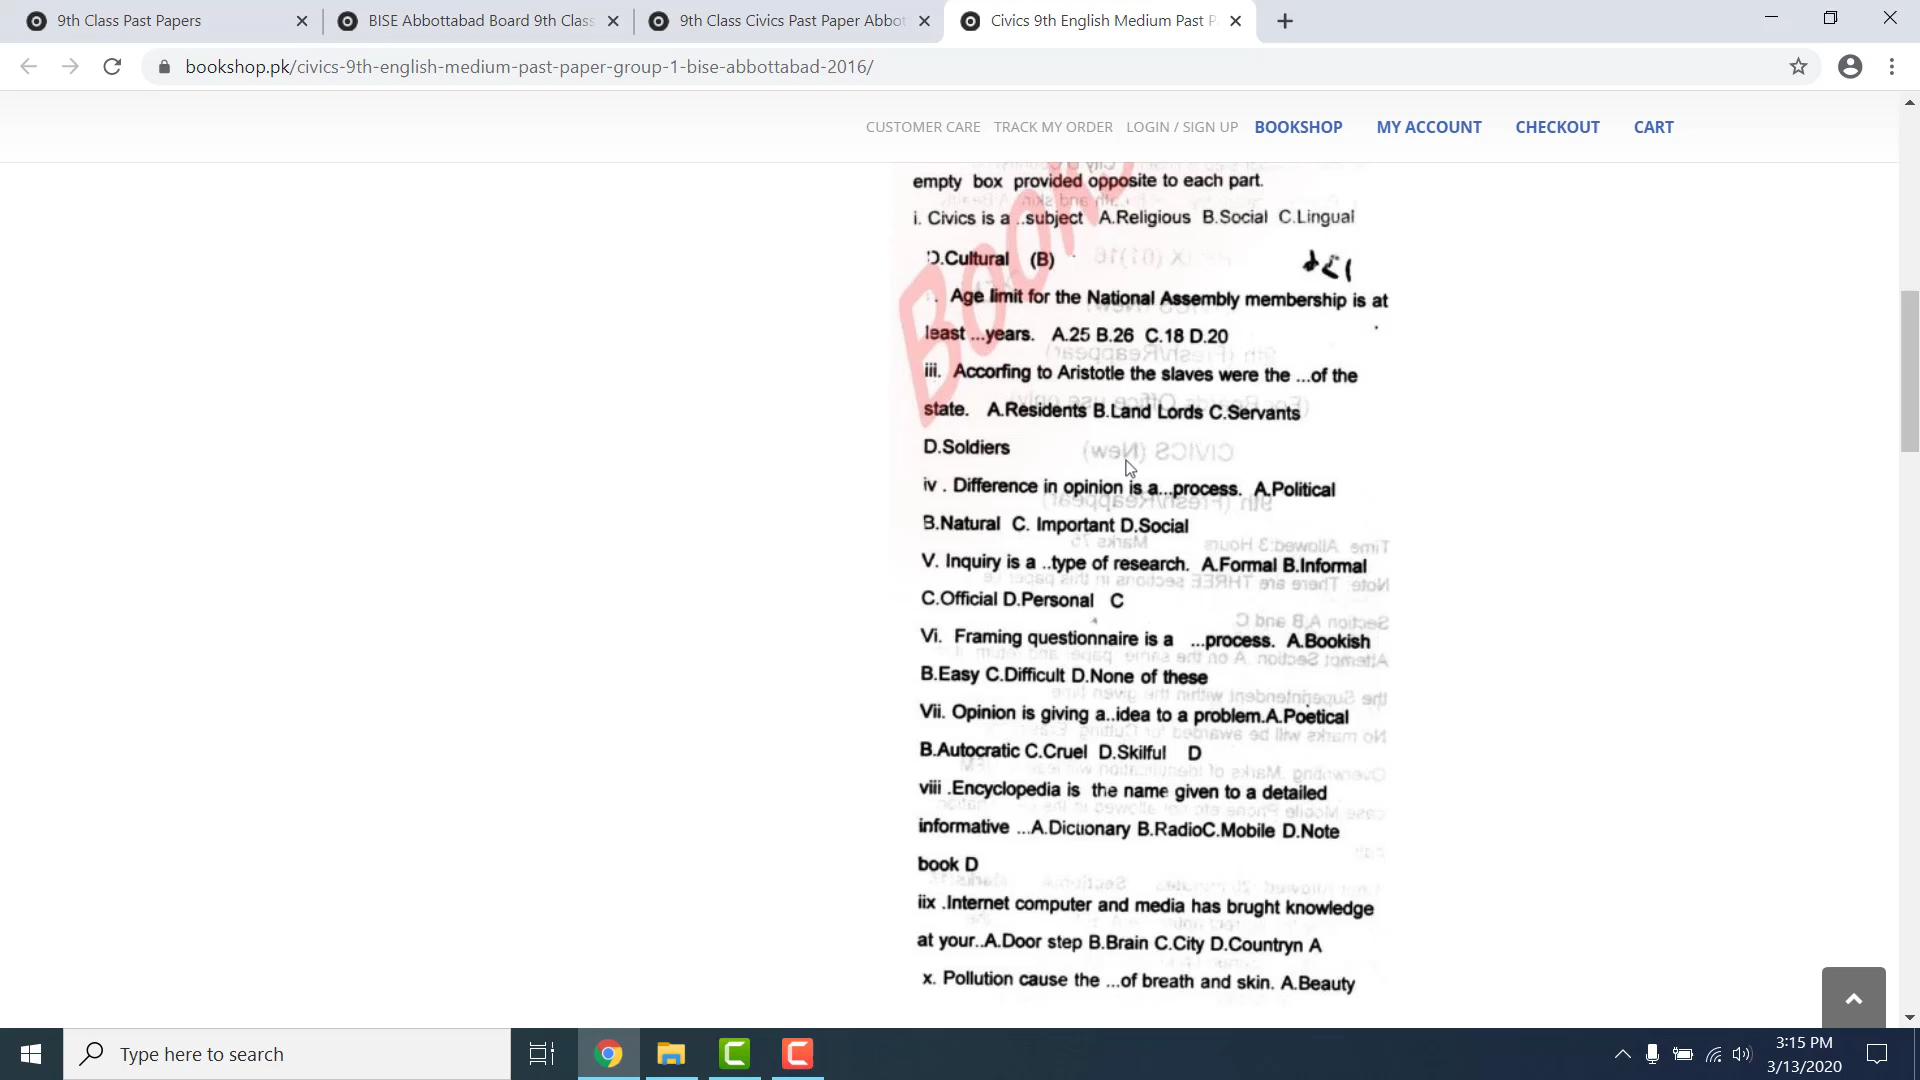 9th Class Past Papers
BISE Abbottabad Board 9th Class
9th Class Civics Past Paper Abbot
Civics 9th English Medium Past P
bookshop.pk/civics-9th-english-medium-past-paper-group-1-bise-abbottabad-2016/
CUSTOMER CARE TRACK MY ORDER LOGIN / SIGN UP BOOKSHOP MY ACCOUNT CHECKOUT CART
empty box provided opposite to each part.
i. Civics is a ..subject A.Religious B.Social C.Lingual
D.Cultural (B)
Age limit for the National Assembly membership is at
least ...years. A.25 B.26 C.18 D.20
iii. Accorfing to Aristotle the slaves were the ...of the
state. A.Residents B.Land Lords C.Servants
D.Soldiers
iv . Difference in opinion is a...process. A.Political
B.Natural C. Important D.Social
V. Inquiry is a ..type of research. A.Formal B.Informal
C.Official D.Personal C
Vi. Framing questionnaire is a ...process. A.Bookish
B.Easy C.Difficult D.None of these
Vii. Opinion is giving a..idea to a problem.A.Poetical
B.Autocratic C.Cruel D.Skilful D
viii .Encyclopedia is the name given to a detailed
informative ...A.Dictionary B.RadioC.Mobile D.Note
book D
iix .Internet computer and media has brught knowledge
at your..A.Door step B.Brain C.City D.Countryn A
x. Pollution cause the ...of breath and skin. A.Beauty
Books
Type here to search
3:15 PM
3/13/2020